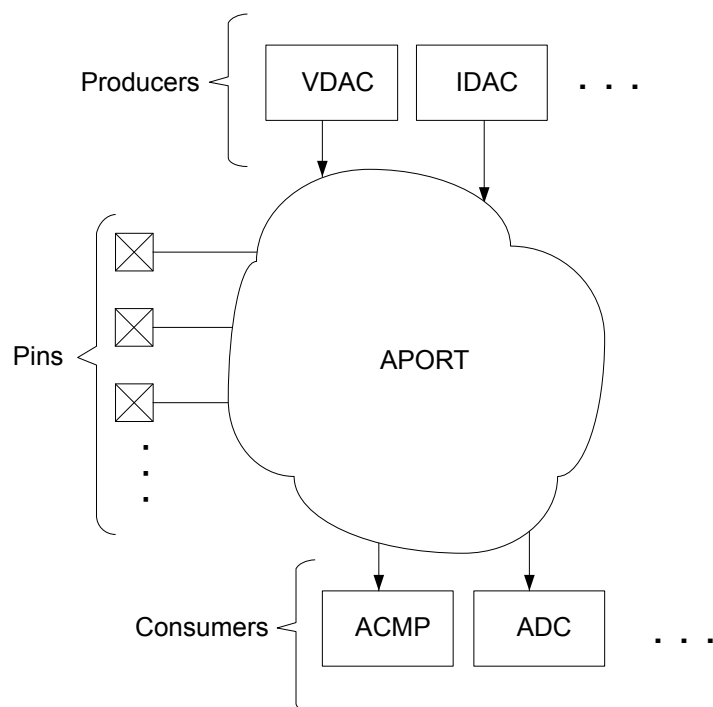 Producers
VDAC
IDAC
. . .
Pins
APORT
Consumers
ACMP
ADC
. . .